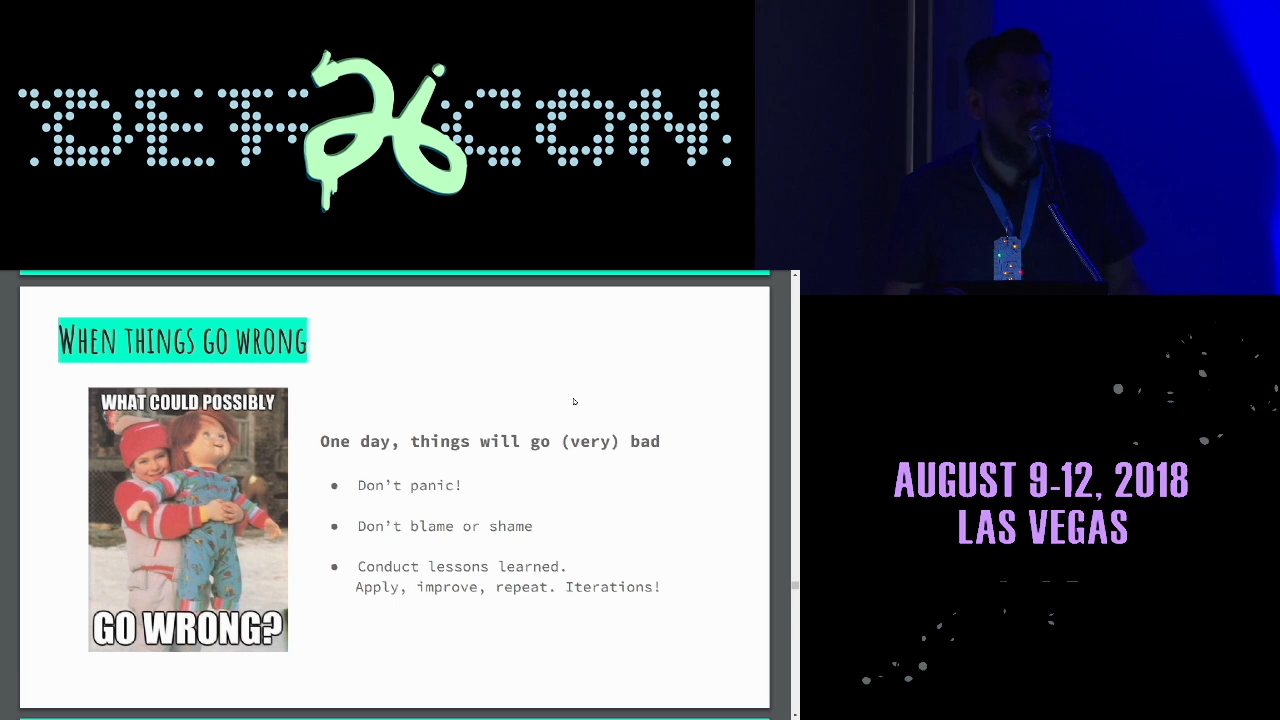 DEF 26 CON
When things go wrong
WHAT COULD POSSIBLY
GO WRONG?
One day, things will go (very) bad
● Don’t panic!
● Don’t blame or shame
● Conduct lessons learned.
Apply, improve, repeat. Iterations!
AUGUST 9-12, 2018
LAS VEGAS